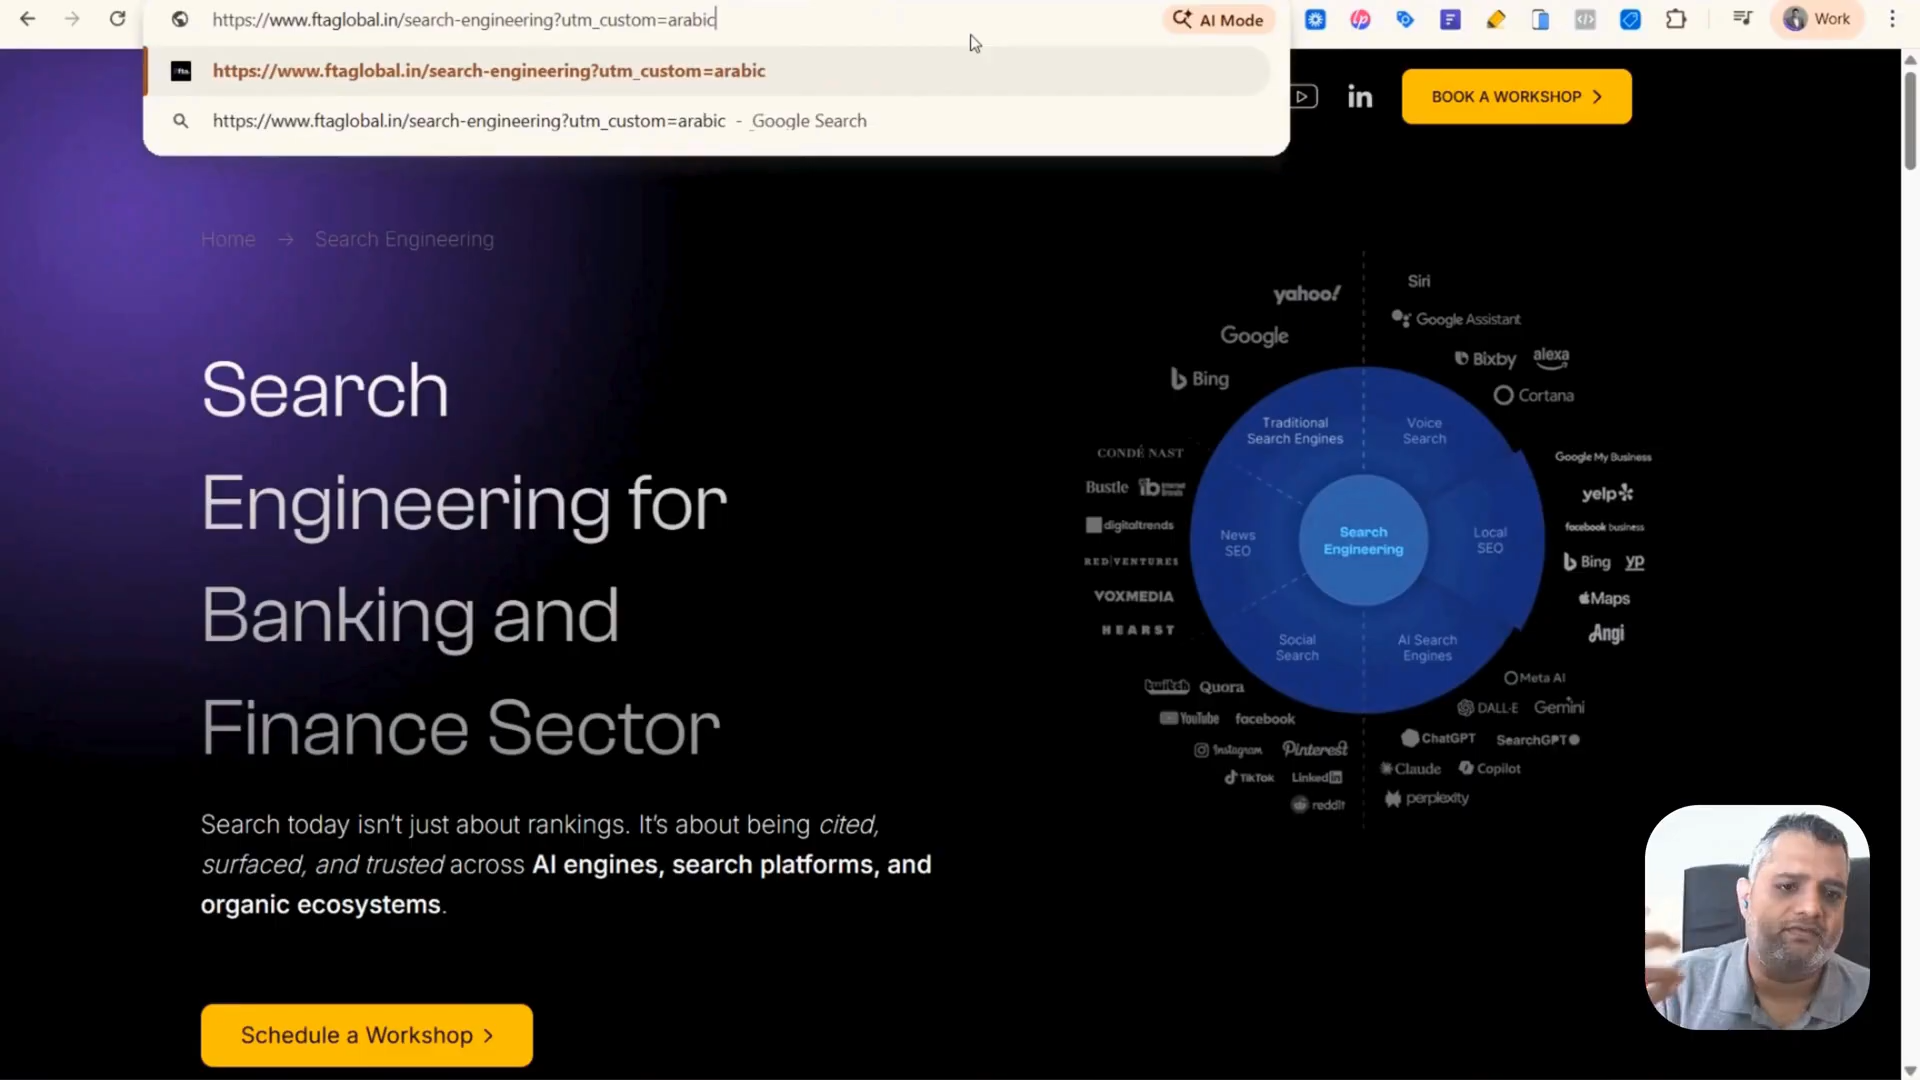 https://www.ftaglobal.in/search-engineering?utm_custom=arabic
AI Mode
Work
https://www.ftaglobal.in/search-engineering?utm_custom=arabic
https://www.ftaglobal.in/search-engineering?utm_custom=arabic - Google Search
in
BOOK A WORKSHOP
Home → Search Engineering
Search
Engineering for
Banking and
Finance Sector
Search today isn't just about rankings. It's about being cited,
surfaced, and trusted across AI engines, search platforms, and
organic ecosystems.
Schedule a Workshop
yahoo!
Google
Bing
Siri
Google Assistant
Bixby
alexa
Cortana
Traditional
Search Engines
Voice
Search
News
SEO
Search
Engineering
Local
SEO
Social
Search
AI Search
Engines
CONDÉ NAST
Bustle
digitaltrends
RED|VENTURES
VOXMEDIA
HEARST
Google My Business
yelp
facebook business
Bing yp
Maps
Angi
twitch Quora
YouTube facebook
Instagram Pinterest
TikTok LinkedIn
reddit
Meta AI
DALL·E Gemini
ChatGPT SearchGPT
Claude Copilot
perplexity